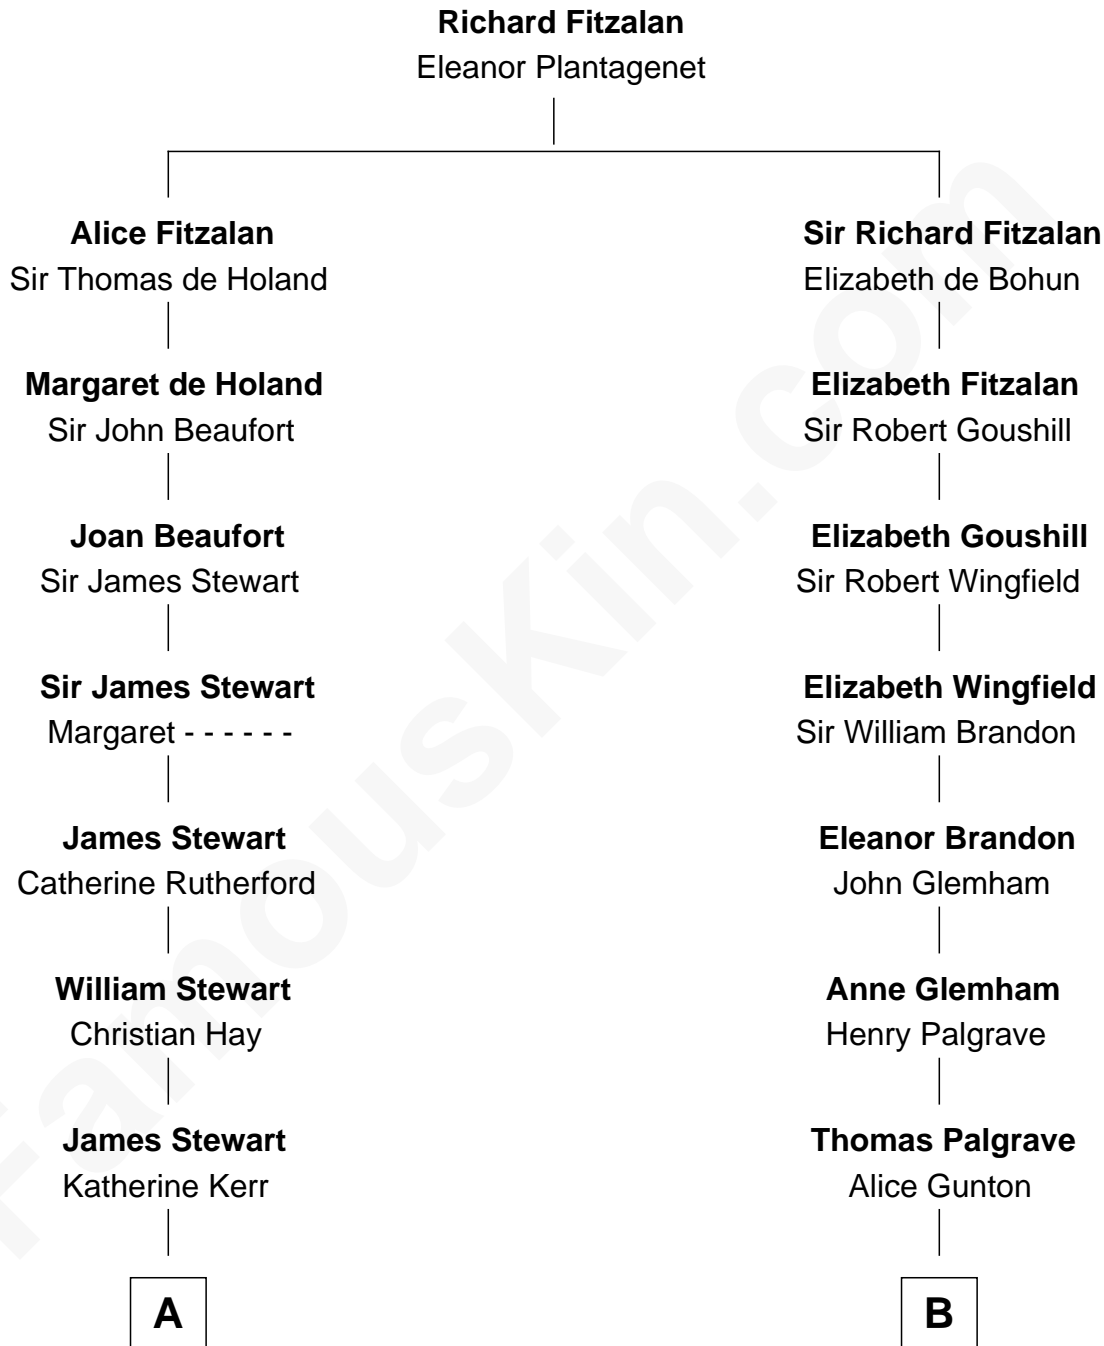 Richard Fitzalan
Eleanor Plantagenet
Alice Fitzalan
Sir Thomas de Holand
Margaret de Holand
Sir John Beaufort
Joan Beaufort
Sir James Stewart
Sir James Stewart
Margaret - - - - - -
James Stewart
Catherine Rutherford
William Stewart
Christian Hay
James Stewart
Katherine Kerr
A
Sir Richard Fitzalan
Elizabeth de Bohun
Elizabeth Fitzalan
Sir Robert Goushill
Elizabeth Goushill
Sir Robert Wingfield
Elizabeth Wingfield
Sir William Brandon
Eleanor Brandon
John Glemham
Anne Glemham
Henry Palgrave
Thomas Palgrave
Alice Gunton
B
FamousKin.com